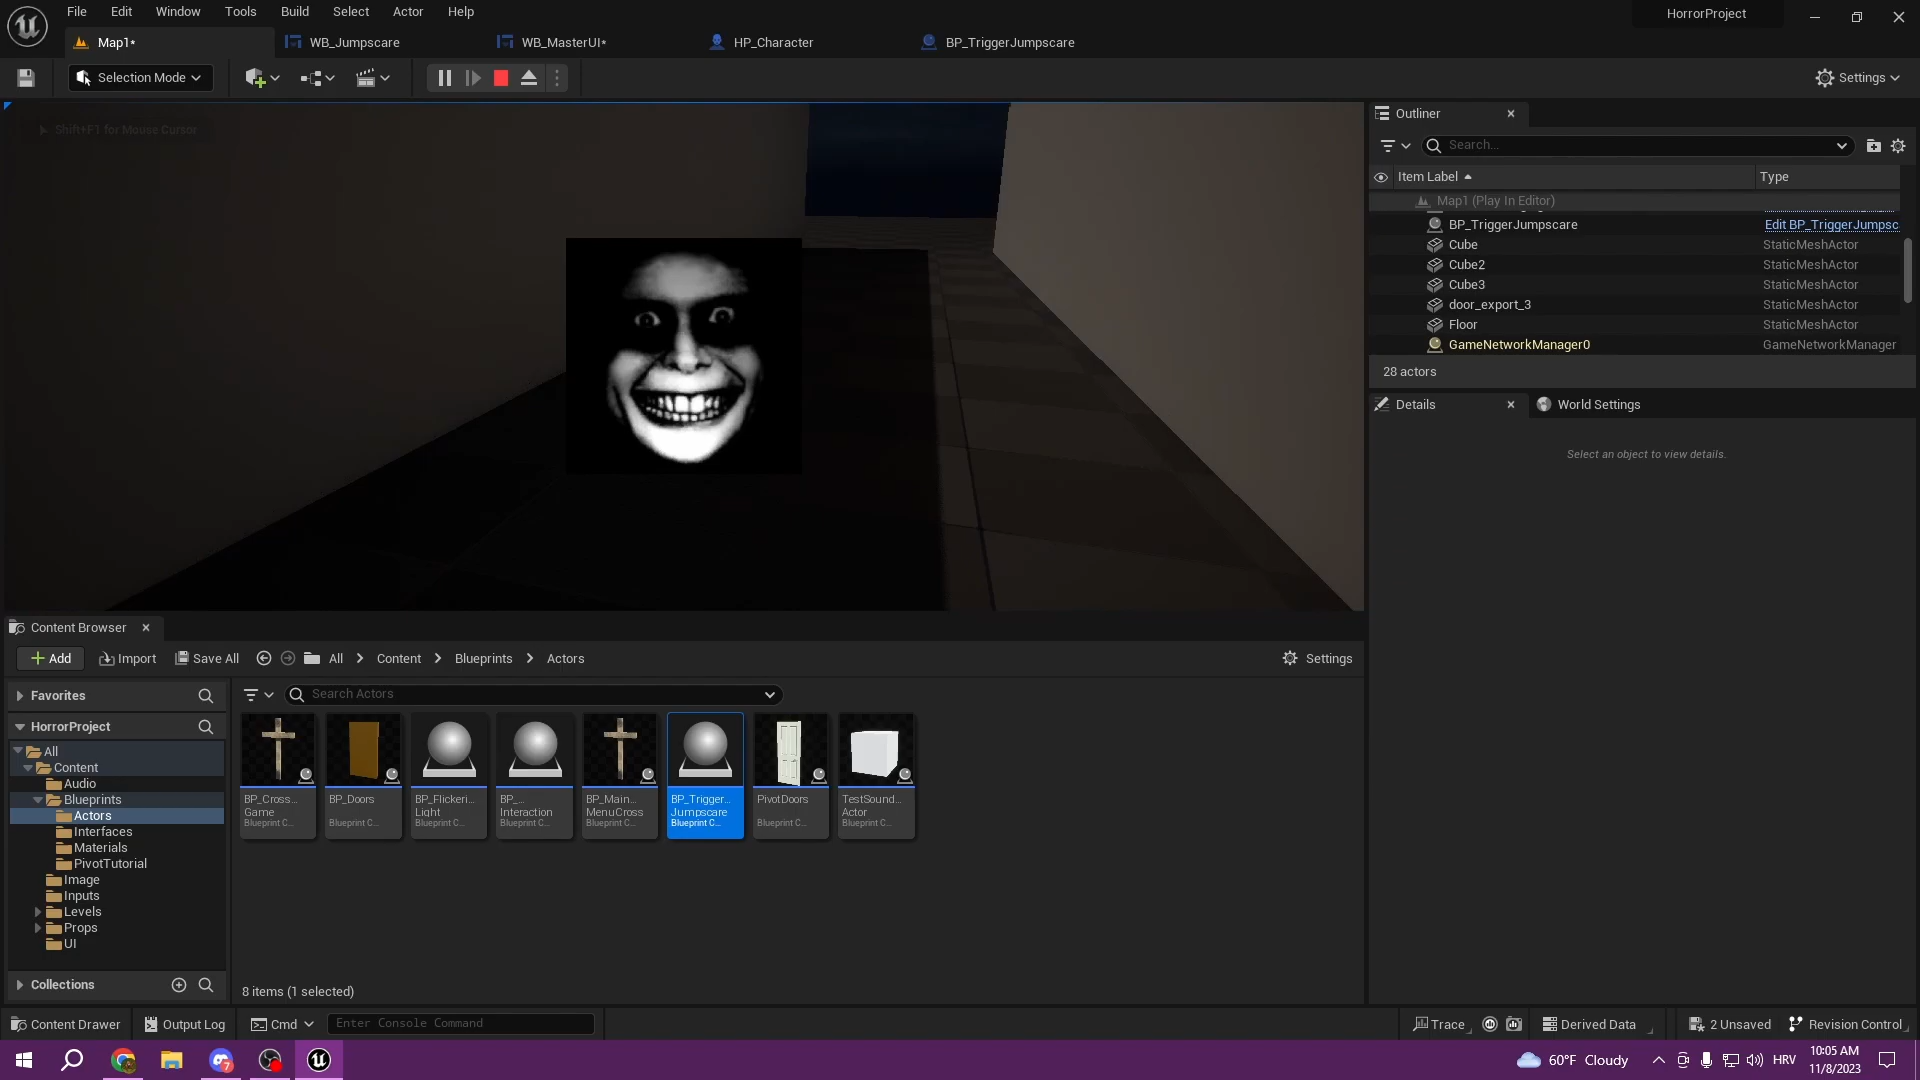 File Edit Window Tools Build Select Actor Help
HorrorProject
Map1* WB_Jumpscare WB_MasterUI* HP_Character BP_TriggerJumpscare
Selection Mode
Settings
Shift+F1 for Mouse Cursor
Outliner
Search...
Item Label Type
Map1 (Play In Editor)
BP_TriggerJumpscare Edit BP_TriggerJumpsc
Cube StaticMeshActor
Cube2 StaticMeshActor
Cube3 StaticMeshActor
door_export_3 StaticMeshActor
Floor StaticMeshActor
GameNetworkManager0 GameNetworkManager
28 actors
Details World Settings
Select an object to view details.
Content Browser
Add Import Save All All Content Blueprints Actors Settings
Favorites
Search Actors
HorrorProject
All
Content
Audio
Blueprints
Actors
Interfaces
Materials
PivotTutorial
Image
Inputs
Levels
Props
UI
Collections
BP_Cross...
Game
Blueprint C...
BP_Doors
Blueprint C...
BP_Flickeri...
Light
Blueprint C...
BP_...
Interaction
Blueprint C...
BP_Main...
MenuCross
Blueprint C...
BP_Trigger...
Jumpscare
Blueprint C...
PivotDoors
Blueprint C...
TestSound...
Actor
Blueprint C...
8 items (1 selected)
Content Drawer Output Log Cmd Enter Console Command Trace Derived Data 2 Unsaved Revision Control
7 60°F Cloudy HRV 10:05 AM
11/8/2023